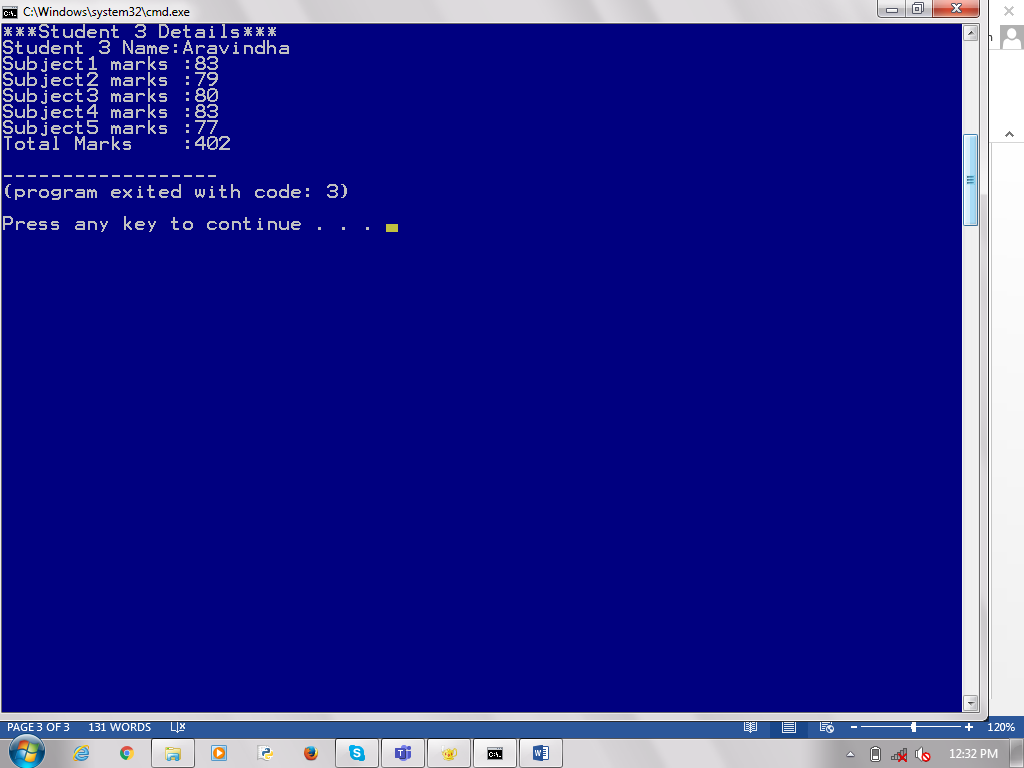 C:\Windows\system32\cmd.exe
***Student 3 Details***
Student 3 Name:Aravindha
Subject1 marks :83
Subject2 marks :79
Subject3 marks :80
Subject4 marks :83
Subject5 marks :77
Total Marks    :402
------------------
(program exited with code: 3)
Press any key to continue . . .
PAGE 3 OF 3 131 WORDS 120%
12:32 PM